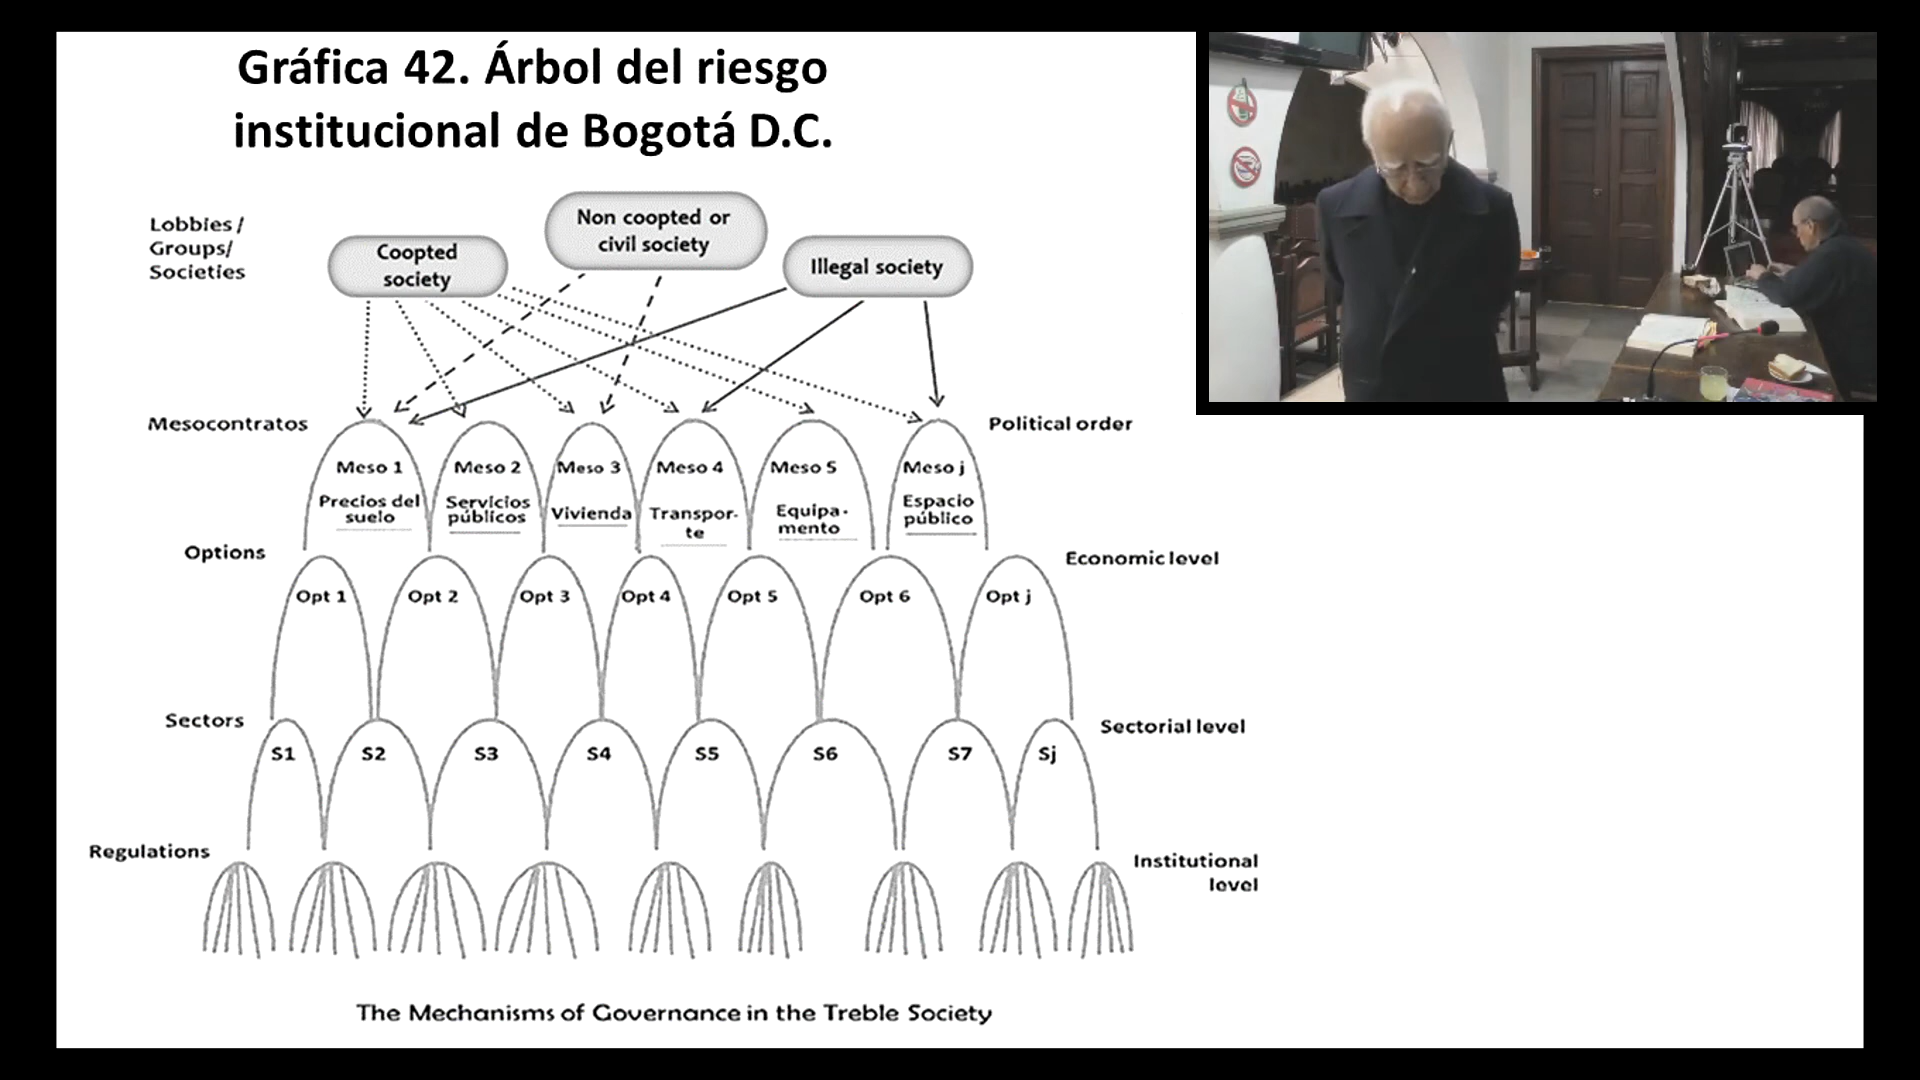 Gráfica 42. Árbol del riesgo
institucional de Bogotá D.C.
Lobbies /
Groups/
Societies
Coopted
society
Non coopted or
civil society
Illegal society
Mesocontratos
Political order
Meso 1
Precios del
suelo
Meso 2
Servicios
públicos
Meso 3
Vivienda
Meso 4
Transpor-
te
Meso 5
Equipa-
mento
Meso j
Espacio
público
Options
Economic level
Opt 1
Opt 2
Opt 3
Opt 4
Opt 5
Opt 6
Opt j
Sectors
Sectorial level
S1
S2
S3
S4
S5
S6
S7
Sj
Regulations
Institutional
level
The Mechanisms of Governance in the Treble Society